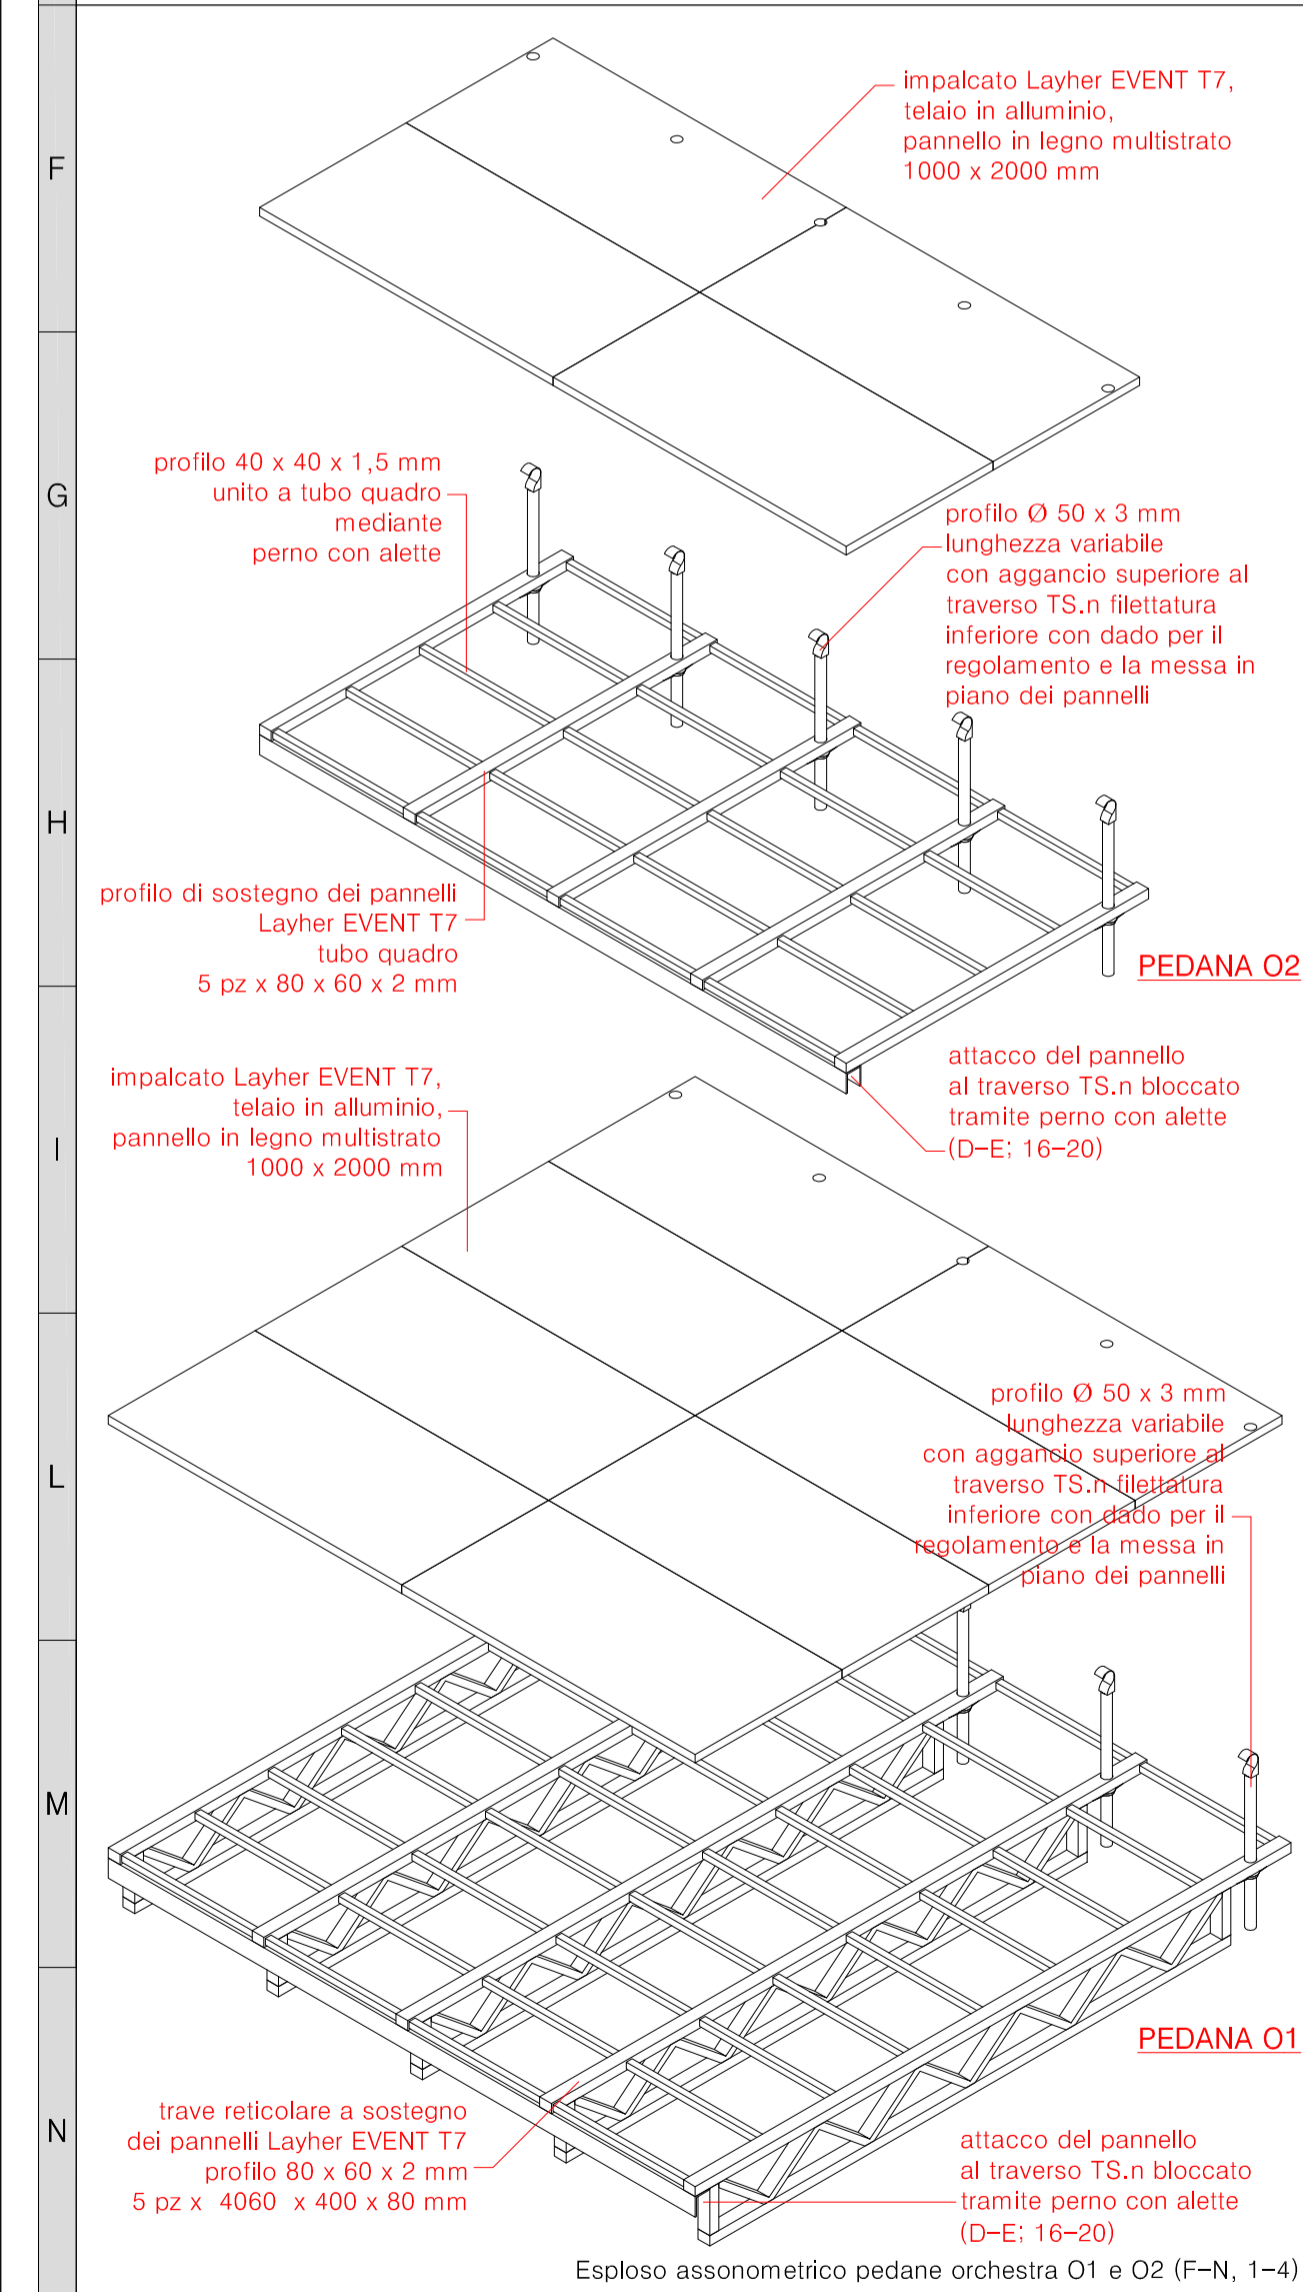 F
impalcato Layher EVENT T7,
telaio in alluminio,
pannello in legno multistrato
1000 x 2000 mm
G
profilo 40 x 40 x 1,5 mm
unito a tubo quadro
mediante
perno con alette
profilo Ø 50 x 3 mm
lunghezza variabile
con aggancio superiore al
traverso TS.n filettatura
inferiore con dado per il
regolamento e la messa in
piano dei pannelli
H
profilo di sostegno dei pannelli
Layher EVENT T7
tubo quadro
5 pz x 80 x 60 x 2 mm
PEDANA O2
attacco del pannello
al traverso TS.n bloccato
tramite perno con alette
(D-E; 16-20)
I
impalcato Layher EVENT T7,
telaio in alluminio,
pannello in legno multistrato
1000 x 2000 mm
L
profilo Ø 50 x 3 mm
lunghezza variabile
con aggancio superiore al
traverso TS.n filettatura
inferiore con dado per il
regolamento e la messa in
piano dei pannelli
M
PEDANA O1
N
trave reticolare a sostegno
dei pannelli Layher EVENT T7
profilo 80 x 60 x 2 mm
5 pz x 4060 x 400 x 80 mm
attacco del pannello
al traverso TS.n bloccato
tramite perno con alette
(D-E; 16-20)
Esploso assonometrico pedane orchestra O1 e O2 (F-N, 1-4)